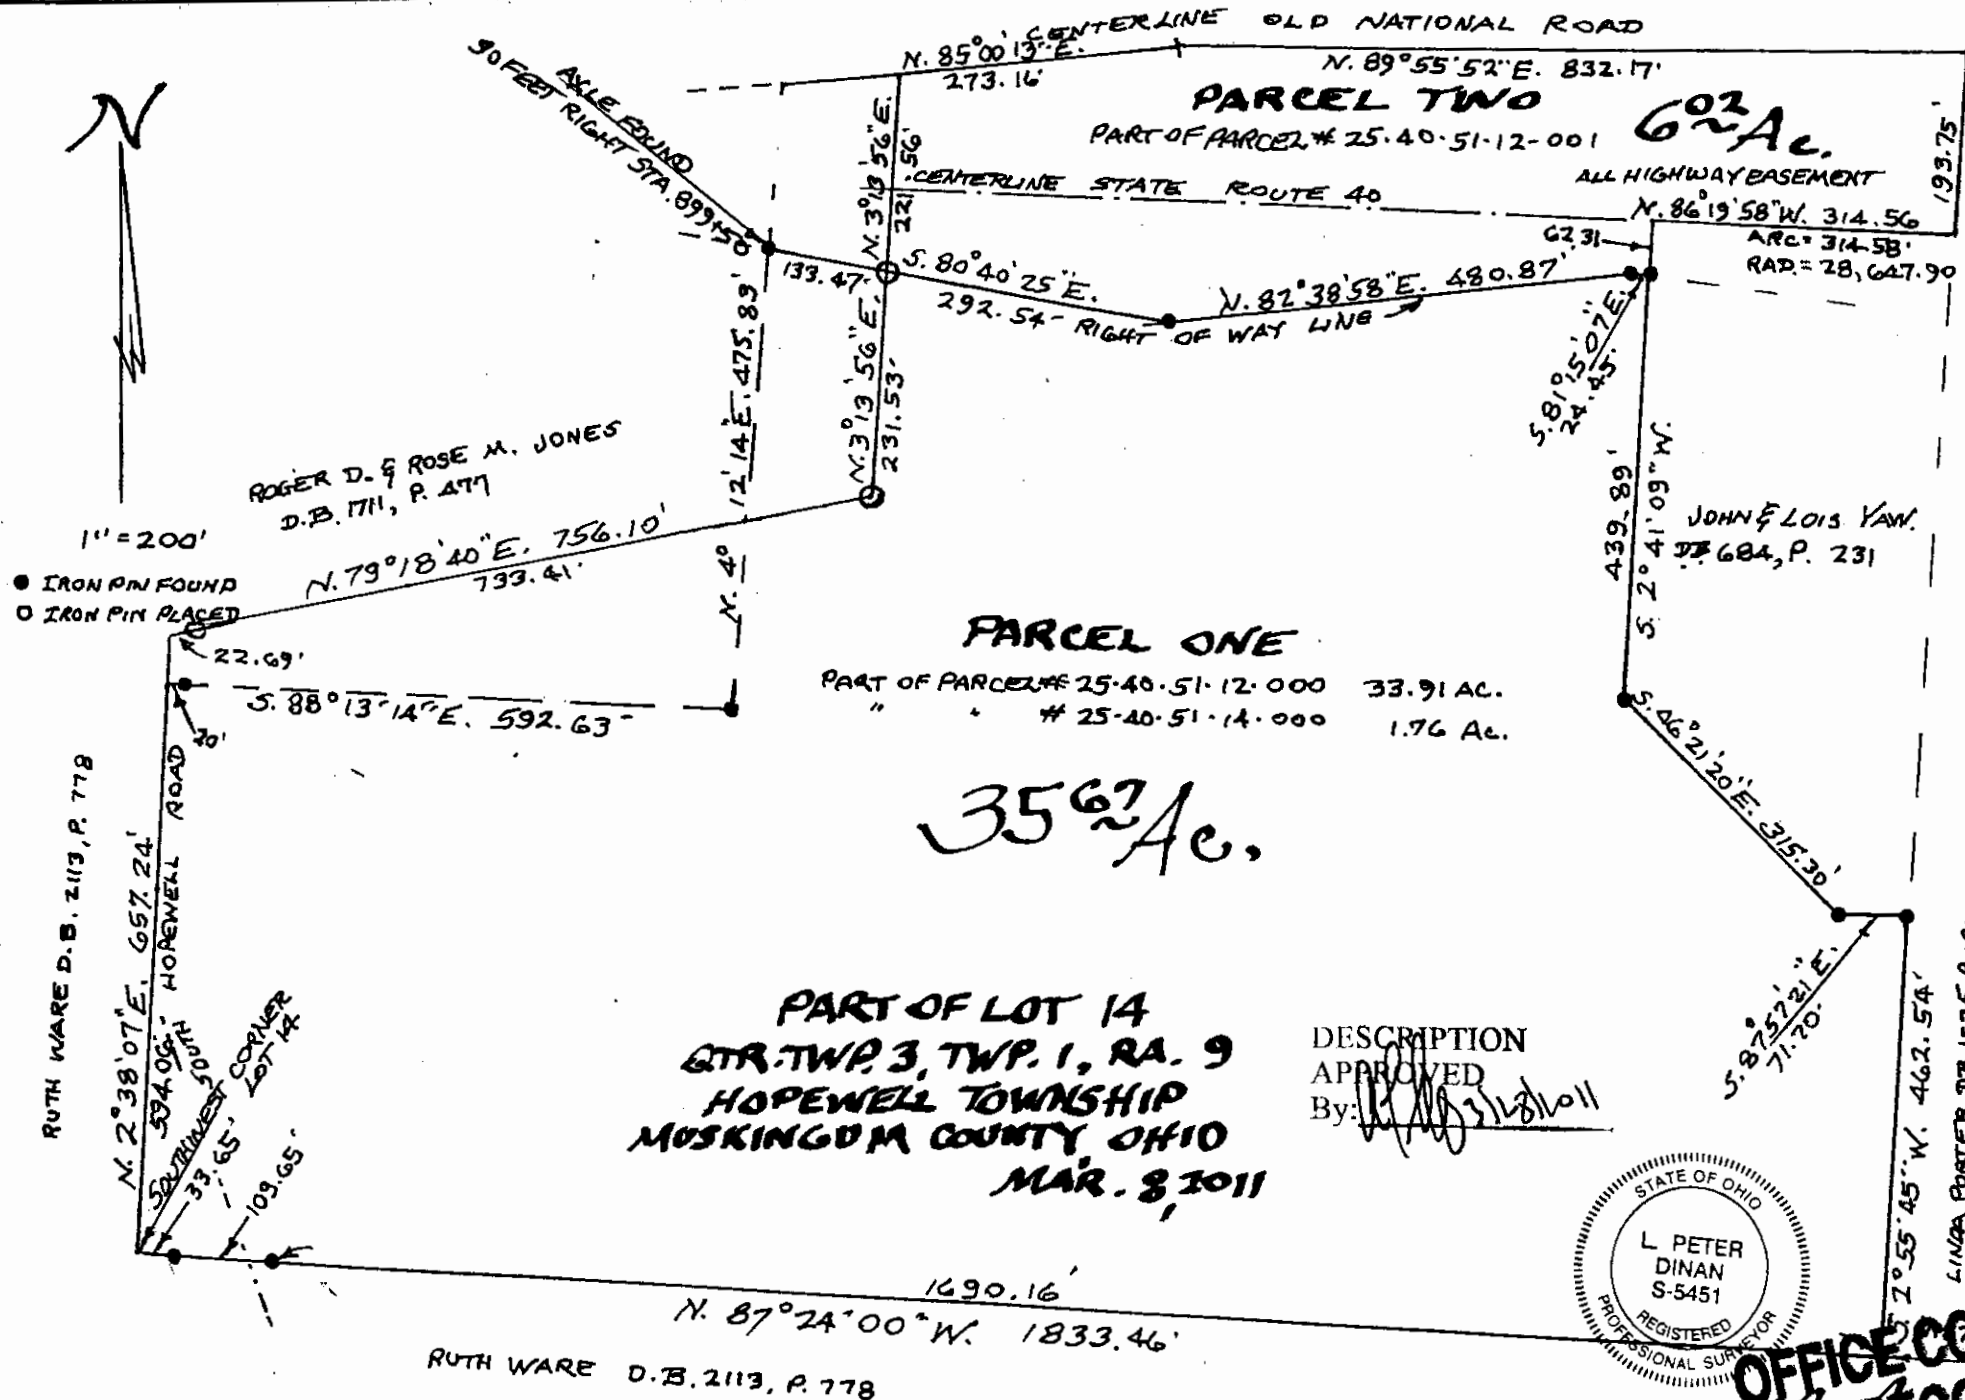 CENTERLINE OLD NATIONAL ROAD
N. 85°00'13"E.
273.16'
N. 89°55'52"E. 832.17'
PARCEL TWO
6.02 Ac.
PART OF PARCEL # 25-40-51-12-001
ALL HIGHWAY EASEMENT
193.75'
CENTERLINE STATE ROUTE 40
N. 86°19'58"W. 314.56
ARC= 314.58'
RAD.= 28,647.90
62.31
AXLE FOUND
90 FEET RIGHT STA. 899+50
N
N. 3°13'56"E.
221.56'
133.47'
S. 80°40'25"E.
292.54'
N. 82°38'58"E. 480.87'
RIGHT OF WAY LINE
S. 81°15'07"E.
24.45'
N. 4°12'14"E. 475.83'
N. 3°13'56"E.
231.53'
ROGER D. & ROSE M. JONES
D.B. 1711, P. 477
1" = 200'
● IRON PIN FOUND
O IRON PIN PLACED
N. 79°18'40"E. 756.10'
733.41'
22.69'
S. 88°13'14"E. 592.63'
20'
439.89'
S. 2°41'09"W.
JOHN & LOIS YAW.
DB 684, P. 231
PARCEL ONE
PART OF PARCEL # 25-40-51-12-000 33.91 AC.
" " # 25-40-51-14-000 1.76 Ac.
35.67 Ac.
S. 46°21'20"E. 315.30'
S. 87°57'21"E.
71.20'
RUTH WARE D.B. 2113, P. 778
N. 2°38'07"E. 657.24'
594.06'
SOUTH HOPEWELL ROAD
SOUTHWEST CORNER
LOT 14
33.65'
109.65'
PART OF LOT 14
QTR. TWP. 3, TWP. 1, RA. 9
HOPEWELL TOWNSHIP
MUSKINGUM COUNTY, OHIO
MAR. 8, 2011
DESCRIPTION
APPROVED
By:
S. 2°55'45"W. 462.54'
LINDA PORTER
STATE OF OHIO
L. PETER
DINAN
S-5451
REGISTERED
PROFESSIONAL SURVEYOR
1690.16'
N. 87°24'00"W. 1833.46'
RUTH WARE D.B. 2113, P. 778
OFFICE CO